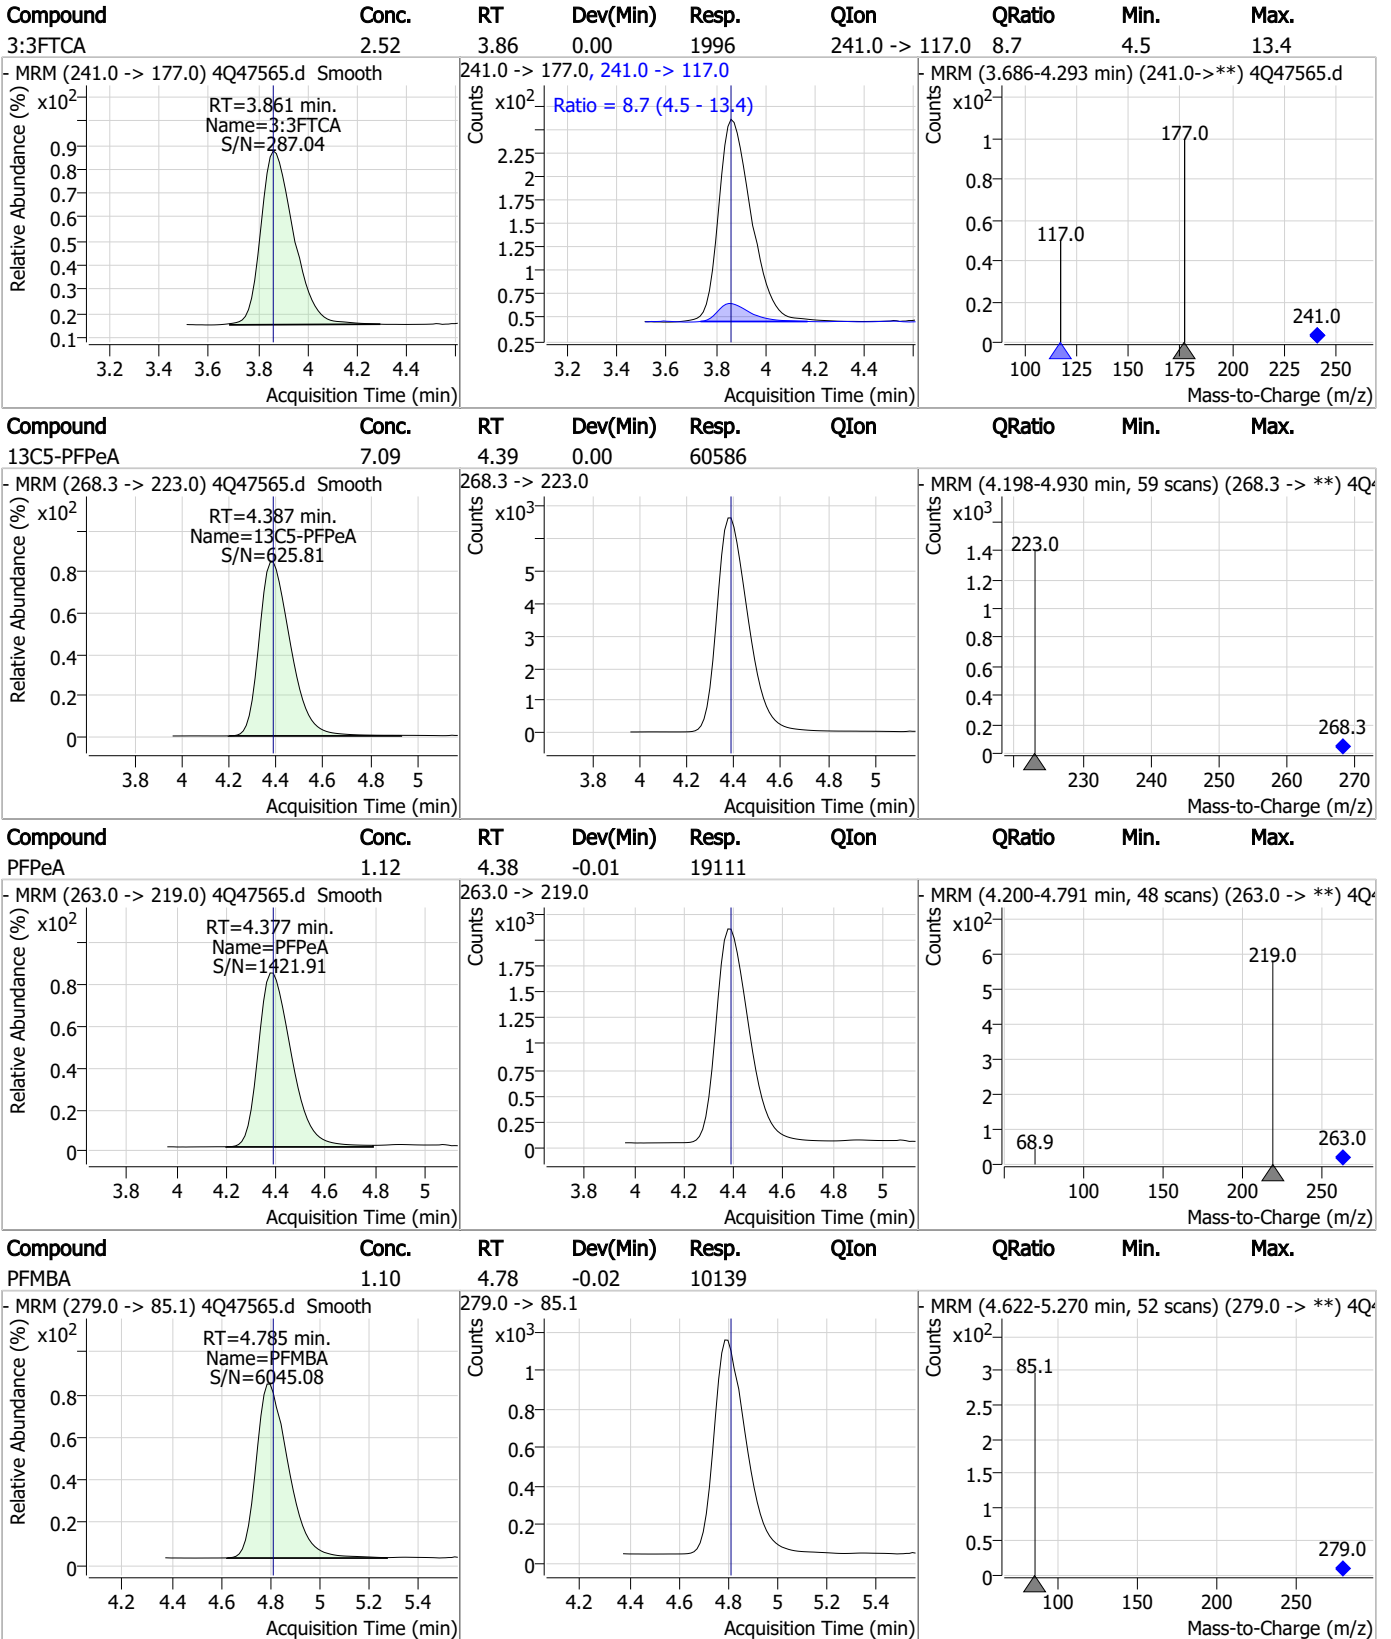 Compound Conc. RT Dev(Min) Resp. QIon QRatio Min. Max.
3:3FTCA 2.52 3.86 0.00 1996 241.0 -> 117.0 8.7 4.5 13.4
- MRM (241.0 -> 177.0) 4Q47565.d Smooth
Relative Abundance (%)
x10²
RT=3.861 min.
Name=3:3FTCA
S/N=287.04
0.9
0.8
0.7
0.6
0.5
0.4
0.3
0.2
0.1
3.2 3.4 3.6 3.8 4 4.2 4.4
Acquisition Time (min)
241.0 -> 177.0, 241.0 -> 117.0
Counts
x10²
Ratio = 8.7 (4.5 - 13.4)
2.25
2
1.75
1.5
1.25
1
0.75
0.5
0.25
3.2 3.4 3.6 3.8 4 4.2 4.4
Acquisition Time (min)
- MRM (3.686-4.293 min) (241.0->**) 4Q47565.d
Counts
x10²
1
0.8
0.6
0.4
0.2
0
177.0
117.0
241.0
100 125 150 175 200 225 250
Mass-to-Charge (m/z)
Compound Conc. RT Dev(Min) Resp. QIon QRatio Min. Max.
13C5-PFPeA 7.09 4.39 0.00 60586
- MRM (268.3 -> 223.0) 4Q47565.d Smooth
Relative Abundance (%)
x10²
RT=4.387 min.
Name=13C5-PFPeA
S/N=625.81
0.8
0.6
0.4
0.2
0
3.8 4 4.2 4.4 4.6 4.8 5
Acquisition Time (min)
268.3 -> 223.0
Counts
x10³
5
4
3
2
1
0
3.8 4 4.2 4.4 4.6 4.8 5
Acquisition Time (min)
- MRM (4.198-4.930 min, 59 scans) (268.3 -> **) 4Q4
Counts
x10³
1.4
1.2
1
0.8
0.6
0.4
0.2
0
223.0
268.3
230 240 250 260 270
Mass-to-Charge (m/z)
Compound Conc. RT Dev(Min) Resp. QIon QRatio Min. Max.
PFPeA 1.12 4.38 -0.01 19111
- MRM (263.0 -> 219.0) 4Q47565.d Smooth
Relative Abundance (%)
x10²
RT=4.377 min.
Name=PFPeA
S/N=1421.91
0.8
0.6
0.4
0.2
0
3.8 4 4.2 4.4 4.6 4.8 5
Acquisition Time (min)
263.0 -> 219.0
Counts
x10³
1.75
1.5
1.25
1
0.75
0.5
0.25
0
3.8 4 4.2 4.4 4.6 4.8 5
Acquisition Time (min)
- MRM (4.200-4.791 min, 48 scans) (263.0 -> **) 4Q4
Counts
x10²
6
5
4
3
2
1
0
219.0
68.9
263.0
100 150 200 250
Mass-to-Charge (m/z)
Compound Conc. RT Dev(Min) Resp. QIon QRatio Min. Max.
PFMBA 1.10 4.78 -0.02 10139
- MRM (279.0 -> 85.1) 4Q47565.d Smooth
Relative Abundance (%)
x10²
RT=4.785 min.
Name=PFMBA
S/N=6045.08
0.8
0.6
0.4
0.2
0
4.2 4.4 4.6 4.8 5 5.2 5.4
Acquisition Time (min)
279.0 -> 85.1
Counts
x10³
1
0.8
0.6
0.4
0.2
0
4.2 4.4 4.6 4.8 5 5.2 5.4
Acquisition Time (min)
- MRM (4.622-5.270 min, 52 scans) (279.0 -> **) 4Q4
Counts
x10²
3
2.5
2
1.5
1
0.5
0
85.1
279.0
100 150 200 250
Mass-to-Charge (m/z)